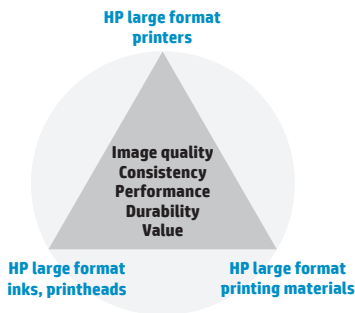 HP large format
printers
Image quality
Consistency
Performance
Durability
Value
HP large format
inks, printheads
HP large format
printing materials